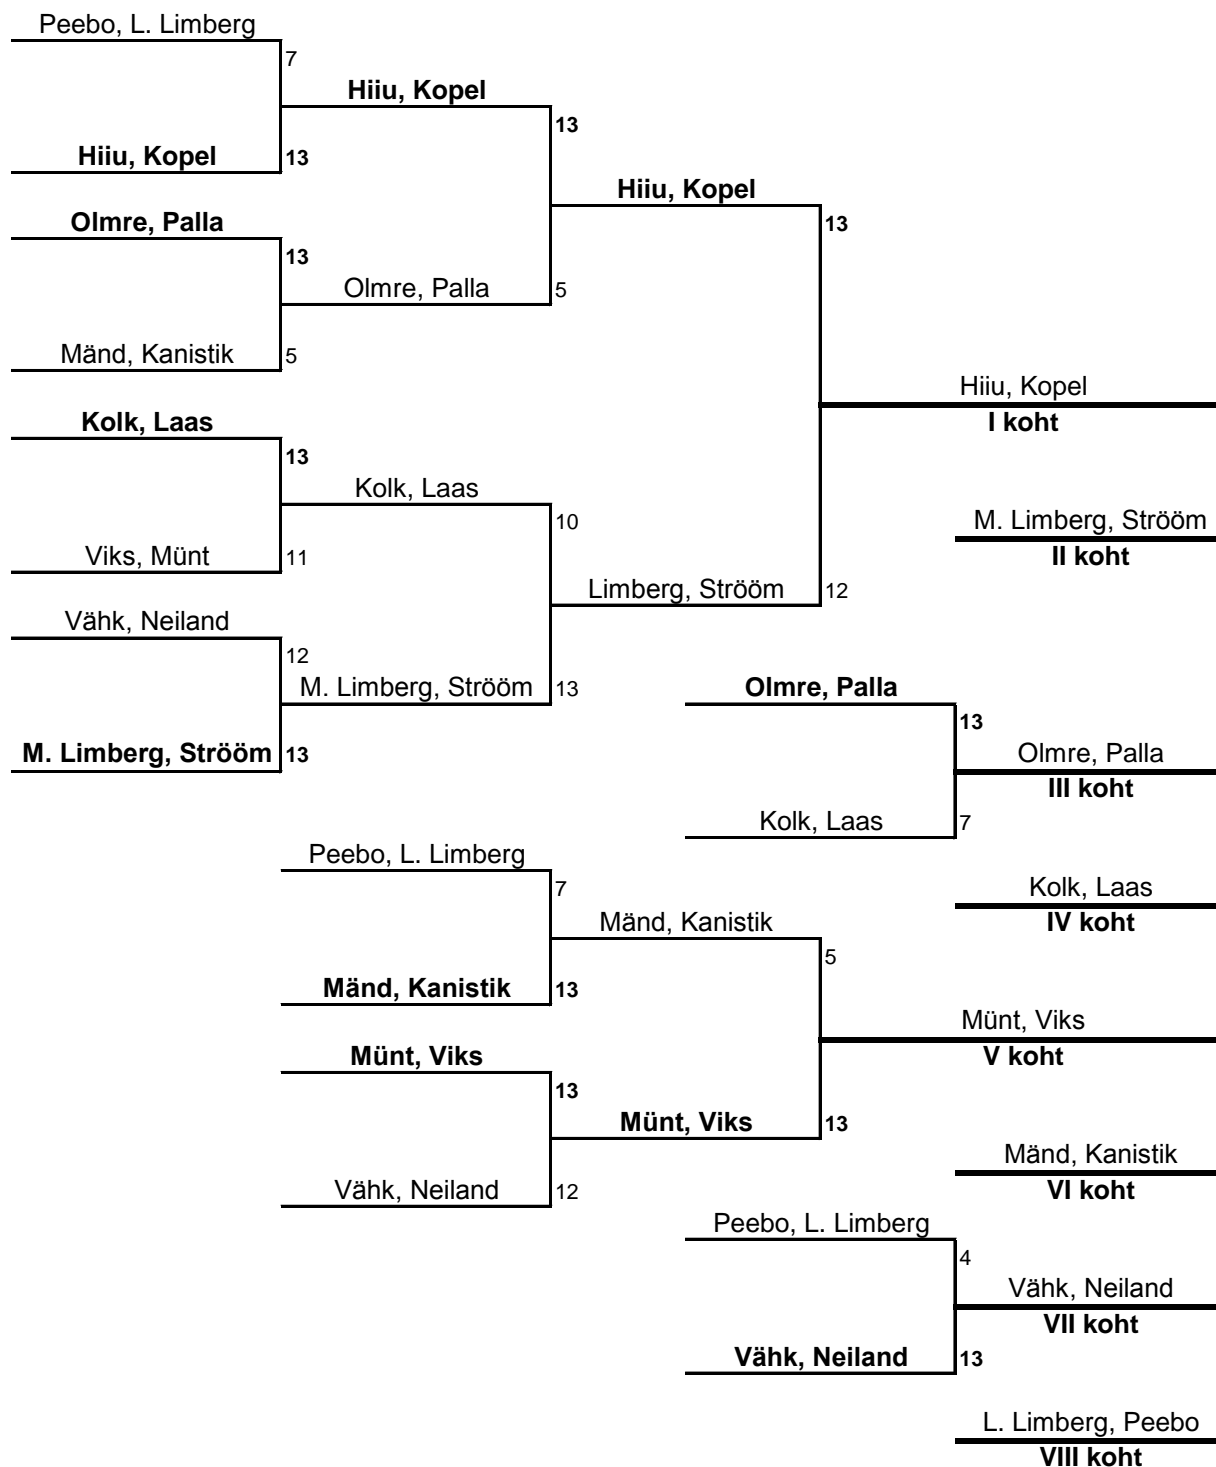 Peebo, L. Limberg
7
Hiiu, Kopel
13
Hiiu, Kopel
13
Hiiu, Kopel
Olmre, Palla
13
13
Olmre, Palla
5
Mänd, Kanistik
5
Hiiu, Kopel
I koht
Kolk, Laas
13
Kolk, Laas
10
M. Limberg, Ströom
II koht
Viks, Münt
11
Limberg, Strööm
12
Vähk, Neiland
12
M. Limberg, Strööm
13
Olmre, Palla
13
M. Limberg, Strööm
13
Olmre, Palla
III koht
Kolk, Laas
7
Peebo, L. Limberg
7
Kolk, Laas
IV koht
Mänd, Kanistik
5
Mänd, Kanistik
13
Münt, Viks
V koht
Münt, Viks
13
Münt, Viks
13
Mänd, Kanistik
VI koht
Vähk, Neiland
12
Peebo, L. Limberg
4
Vähk, Neiland
VII koht
Vähk, Neiland
13
L. Limberg, Peebo
VIII koht